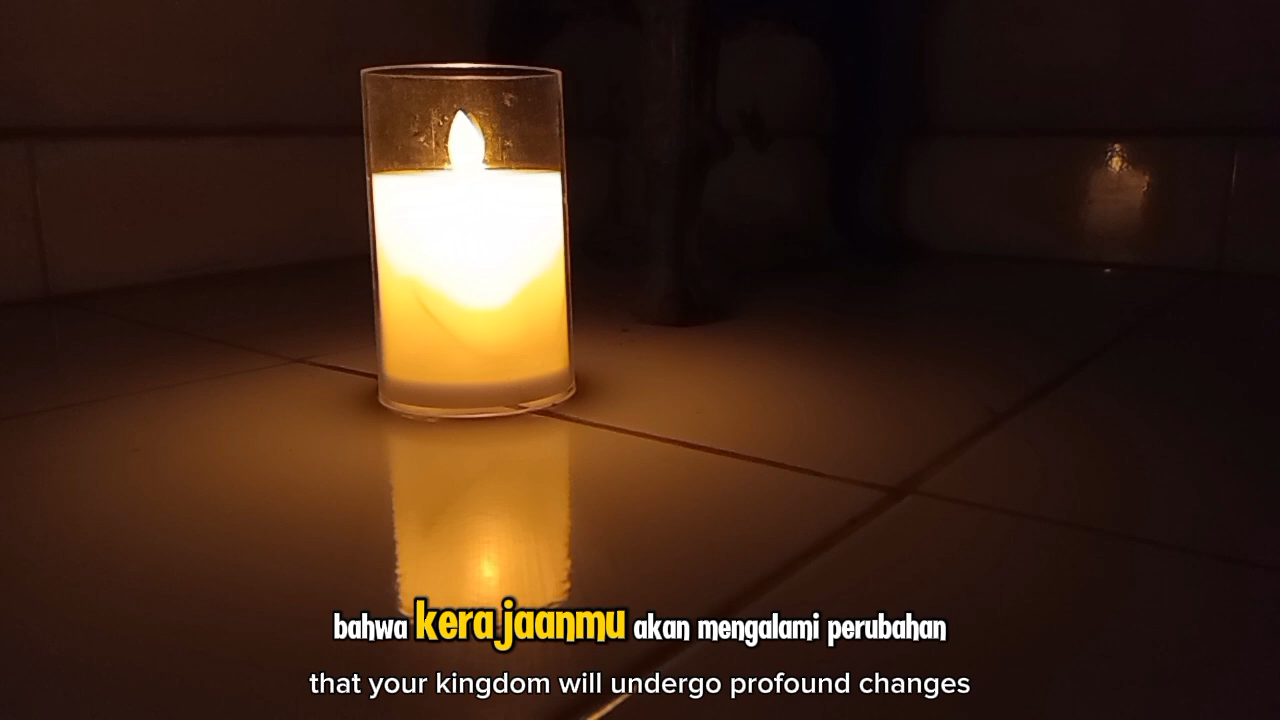 bahwa kerajaanmu akan mengalami perubahan
that your kingdom will undergo profound changes